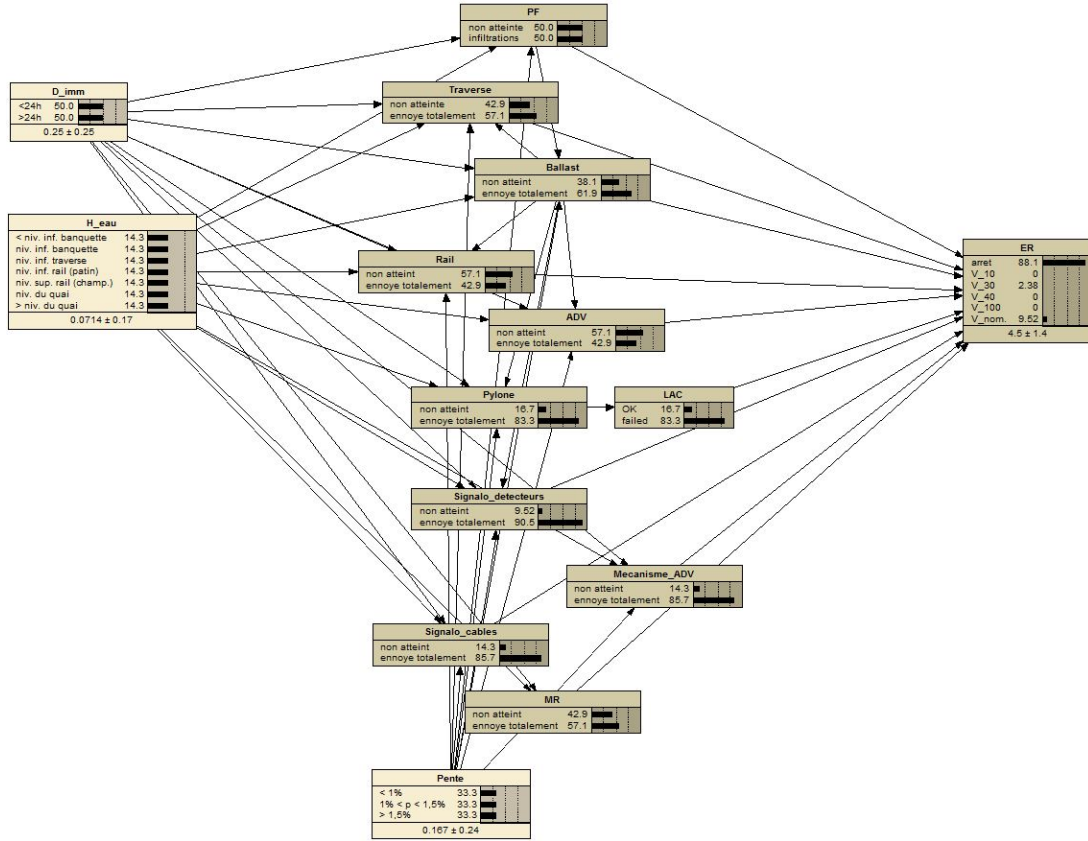 PF
non atteinte 50.0
infiltrations 50.0
D_imm
<24h 50.0
>24h 50.0
0.25 ± 0.25
Traverse
non atteinte 42.9
ennoye totalement 57.1
Ballast
non atteint 38.1
ennoye totalement 61.9
H_eau
< niv. inf. banquette 14.3
niv. inf. banquette 14.3
niv. inf. traverse 14.3
niv. inf. rail (patin) 14.3
niv. sup. rail (champ.) 14.3
niv. du quai 14.3
> niv. du quai 14.3
0.0714 ± 0.17
Rail
non atteint 57.1
ennoye totalement 42.9
ER
arret 88.1
V_10 0
V_30 2.38
V_40 0
V_100 0
V_nom. 9.52
4.5 ± 1.4
ADV
non atteint 57.1
ennoye totalement 42.9
Pylone
non atteint 16.7
ennoye totalement 83.3
LAC
OK 16.7
failed 83.3
Signalo_detecteurs
non atteint 9.52
ennoye totalement 90.5
Mecanisme_ADV
non atteint 14.3
ennoye totalement 85.7
Signalo_cables
non atteint 14.3
ennoye totalement 85.7
MR
non atteint 42.9
ennoye totalement 57.1
Pente
< 1% 33.3
1% < p < 1,5% 33.3
> 1,5% 33.3
0.167 ± 0.24